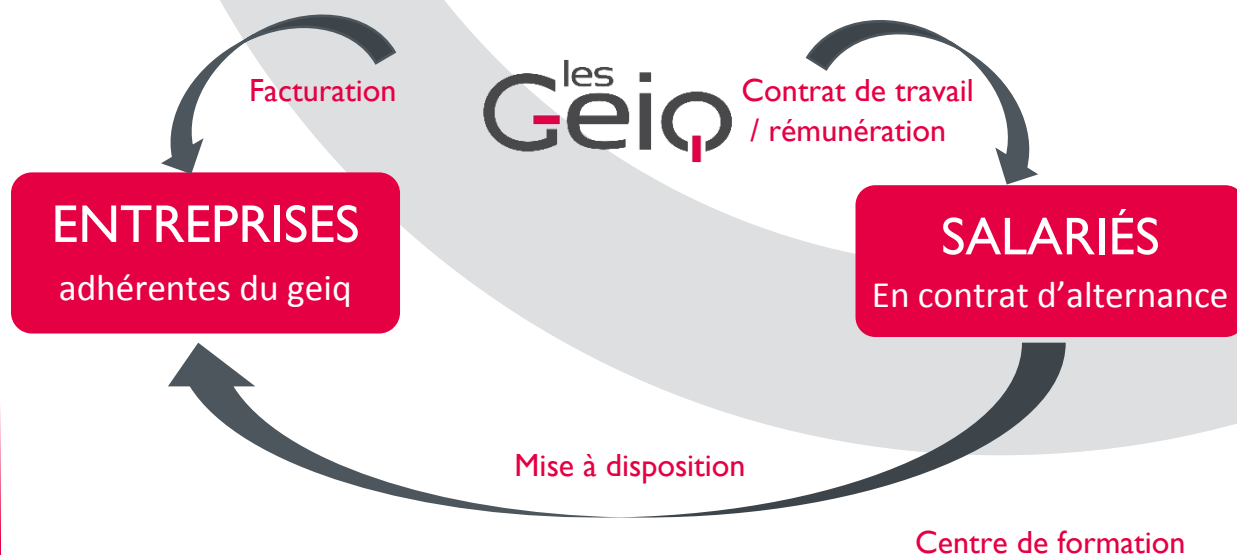 les
Geiq
Facturation
Contrat de travail
/ rémunération
ENTREPRISES
adhérentes du geiq
SALARIÉS
En contrat d’alternance
Mise à disposition
Centre de formation